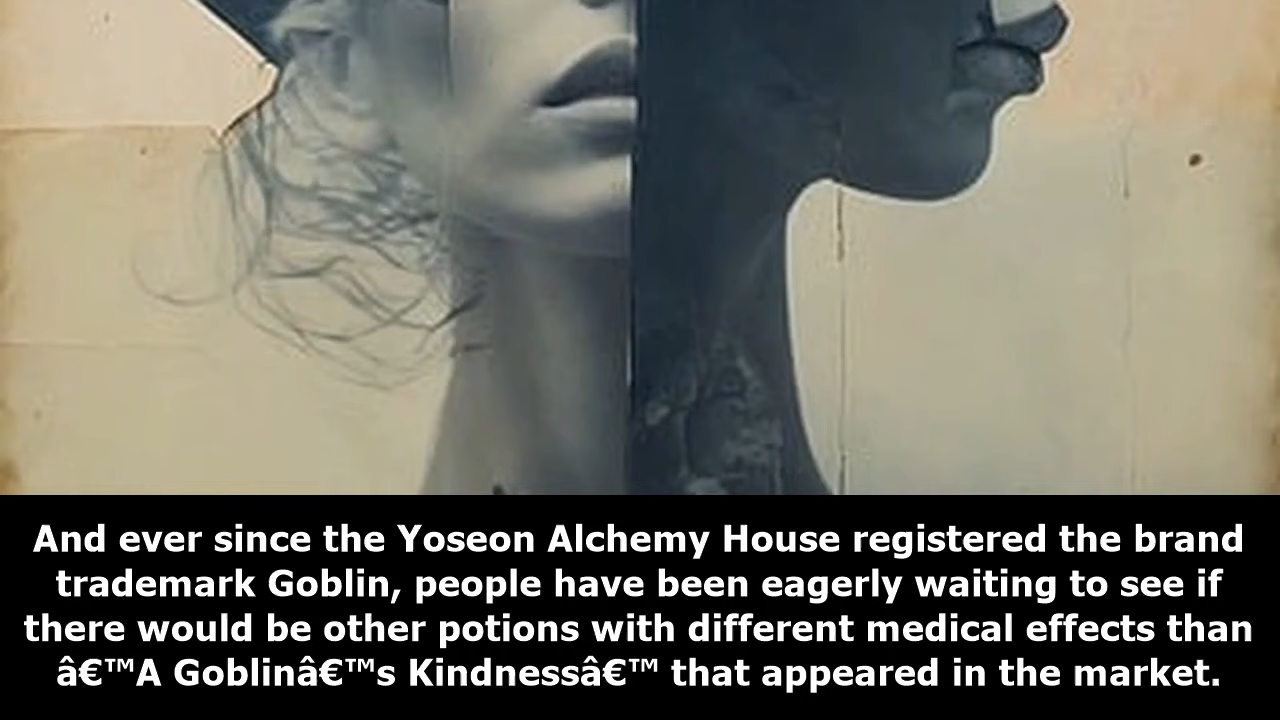 And ever since the Yoseon Alchemy House registered the brand
trademark Goblin, people have been eagerly waiting to see if
there would be other potions with different medical effects than
â€™A Goblinâ€™s Kindnessâ€™ that appeared in the market.